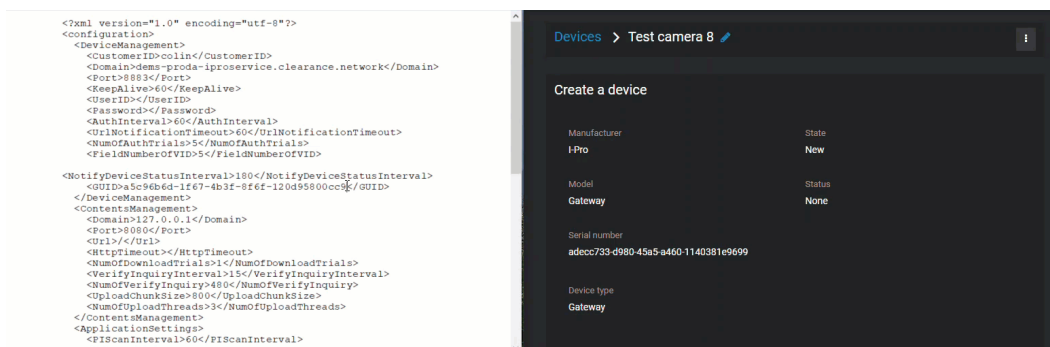 <?xml version="1.0" encoding="utf-8"?>
<configuration>
<DeviceManagement>
<CustomerID>colin</CustomerID>
<Domain>dems-proda-iproservice.clearance.network</Domain>
<Port>8883</Port>
<KeepAlive>60</KeepAlive>
<UserID></UserID>
<Password></Password>
<AuthInterval>60</AuthInterval>
<UrlNotificationTimeout>60</UrlNotificationTimeout>
<NumOfAuthTrials>5</NumOfAuthTrials>
<FieldNumberOfVID>5</FieldNumberOfVID>
<NotifyDeviceStatusInterval>180</NotifyDeviceStatusInterval>
<GUID>a5c96b6d-1f67-4b3f-8f6f-120d95800cc9</GUID>
</DeviceManagement>
<ContentsManagement>
<Domain>127.0.0.1</Domain>
<Port>8080</Port>
<Url>/</Url>
<HttpTimeout></HttpTimeout>
<NumOfDownloadTrials>1</NumOfDownloadTrials>
<VerifyInquiryInterval>15</VerifyInquiryInterval>
<NumOfVerifyInquiry>480</NumOfVerifyInquiry>
<UploadChunkSize>800</UploadChunkSize>
<NumOfUploadThreads>3</NumOfUploadThreads>
</ContentsManagement>
<ApplicationSettings>
<PIScanInterval>60</PIScanInterval>
Devices > Test camera 8
Create a device
Manufacturer
I-Pro
State
New
Model
Gateway
Status
None
Serial number
adecc733-d980-45a5-a460-1140381e9699
Device type
Gateway